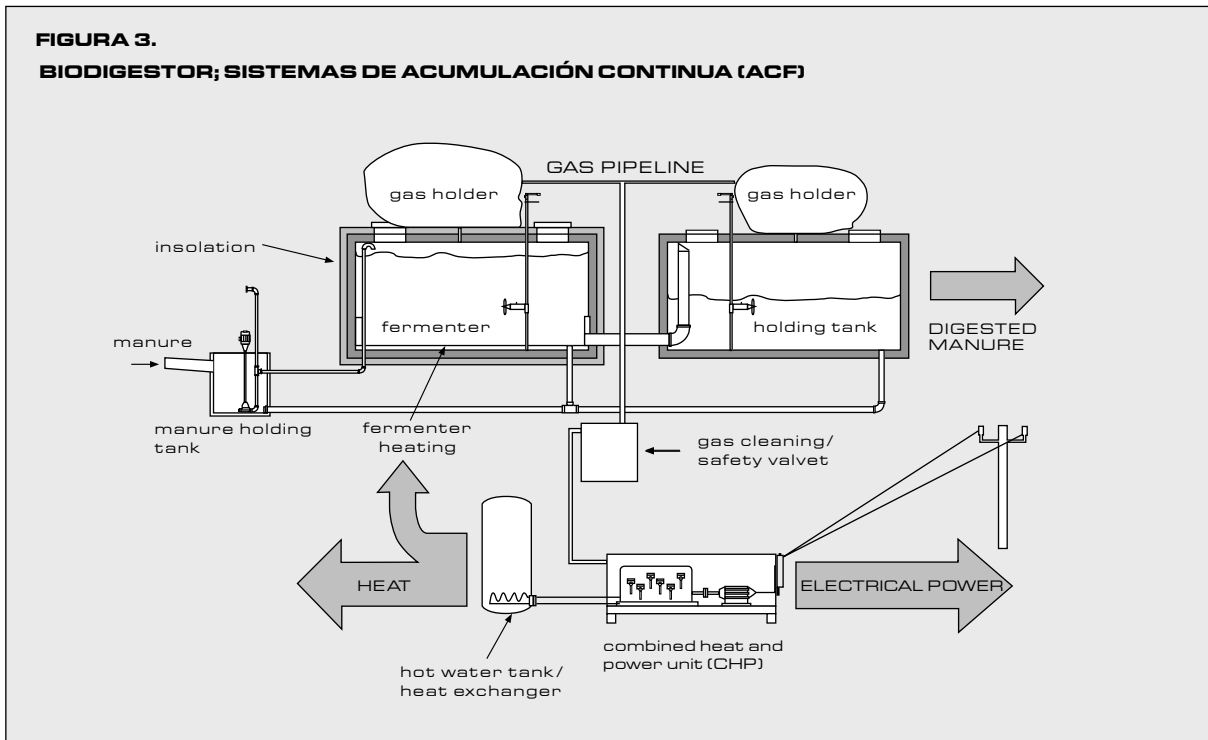 FIGURA 3.
BIODIGESTOR; SISTEMAS DE ACUMULACIÓN CONTINUA (ACF)
GAS PIPELINE
gas holder
gas holder
insolation
fermenter
holding tank
DIGESTED
MANURE
manure
manure holding
tank
fermenter
heating
gas cleaning/
safety valvet
HEAT
ELECTRICAL POWER
combined heat and
power unit (CHP)
hot water tank/
heat exchanger